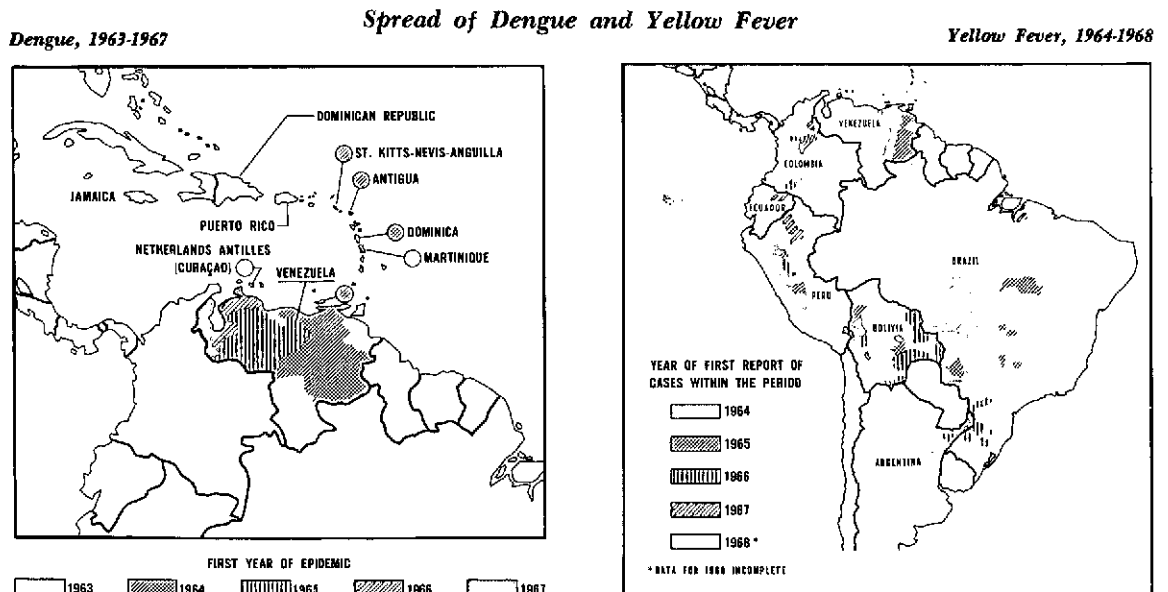 Spread of Dengue and Yellow Fever
Dengue, 1963-1967
DOMINICAN REPUBLIC
ST. KITTS-NEVIS-ANGUILLA
ANTIGUA
JAMAICA
PUERTO RICO
DOMINICA
MARTINIQUE
NETHERLANDS ANTILLES
(CURAÇAO)
VENEZUELA
FIRST YEAR OF EPIDEMIC
1963 1964 1965 1966 1967
Yellow Fever, 1964-1968
VENEZUELA
COLOMBIA
ECUADOR
BRAZIL
PERU
BOLIVIA
ARGENTINA
YEAR OF FIRST REPORT OF
CASES WITHIN THE PERIOD
1964
1965
1966
1967
1968 *
* DATA FOR 1968 INCOMPLETE